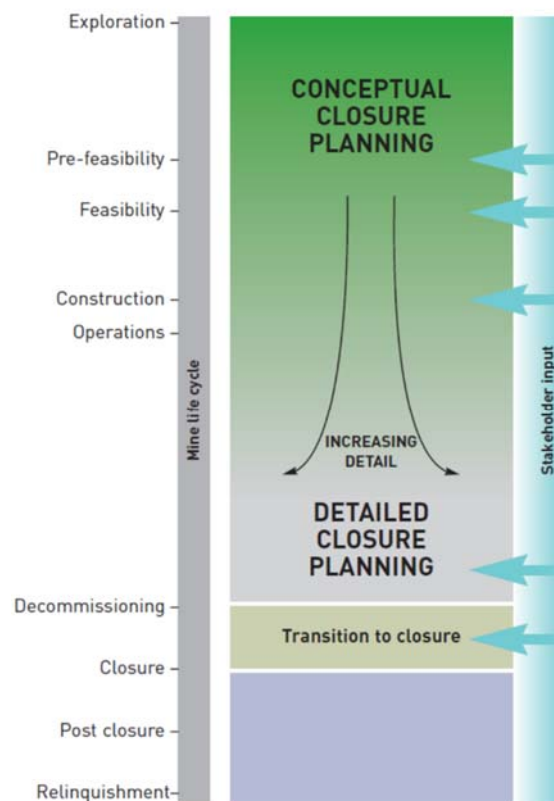 Exploration
Pre-feasibility
Feasibility
Construction
Operations
Decommissioning
Closure
Post closure
Relinquishment
Mine life cycle
CONCEPTUAL
CLOSURE
PLANNING
INCREASING
DETAIL
DETAILED
CLOSURE
PLANNING
Transition to closure
Stakeholder input